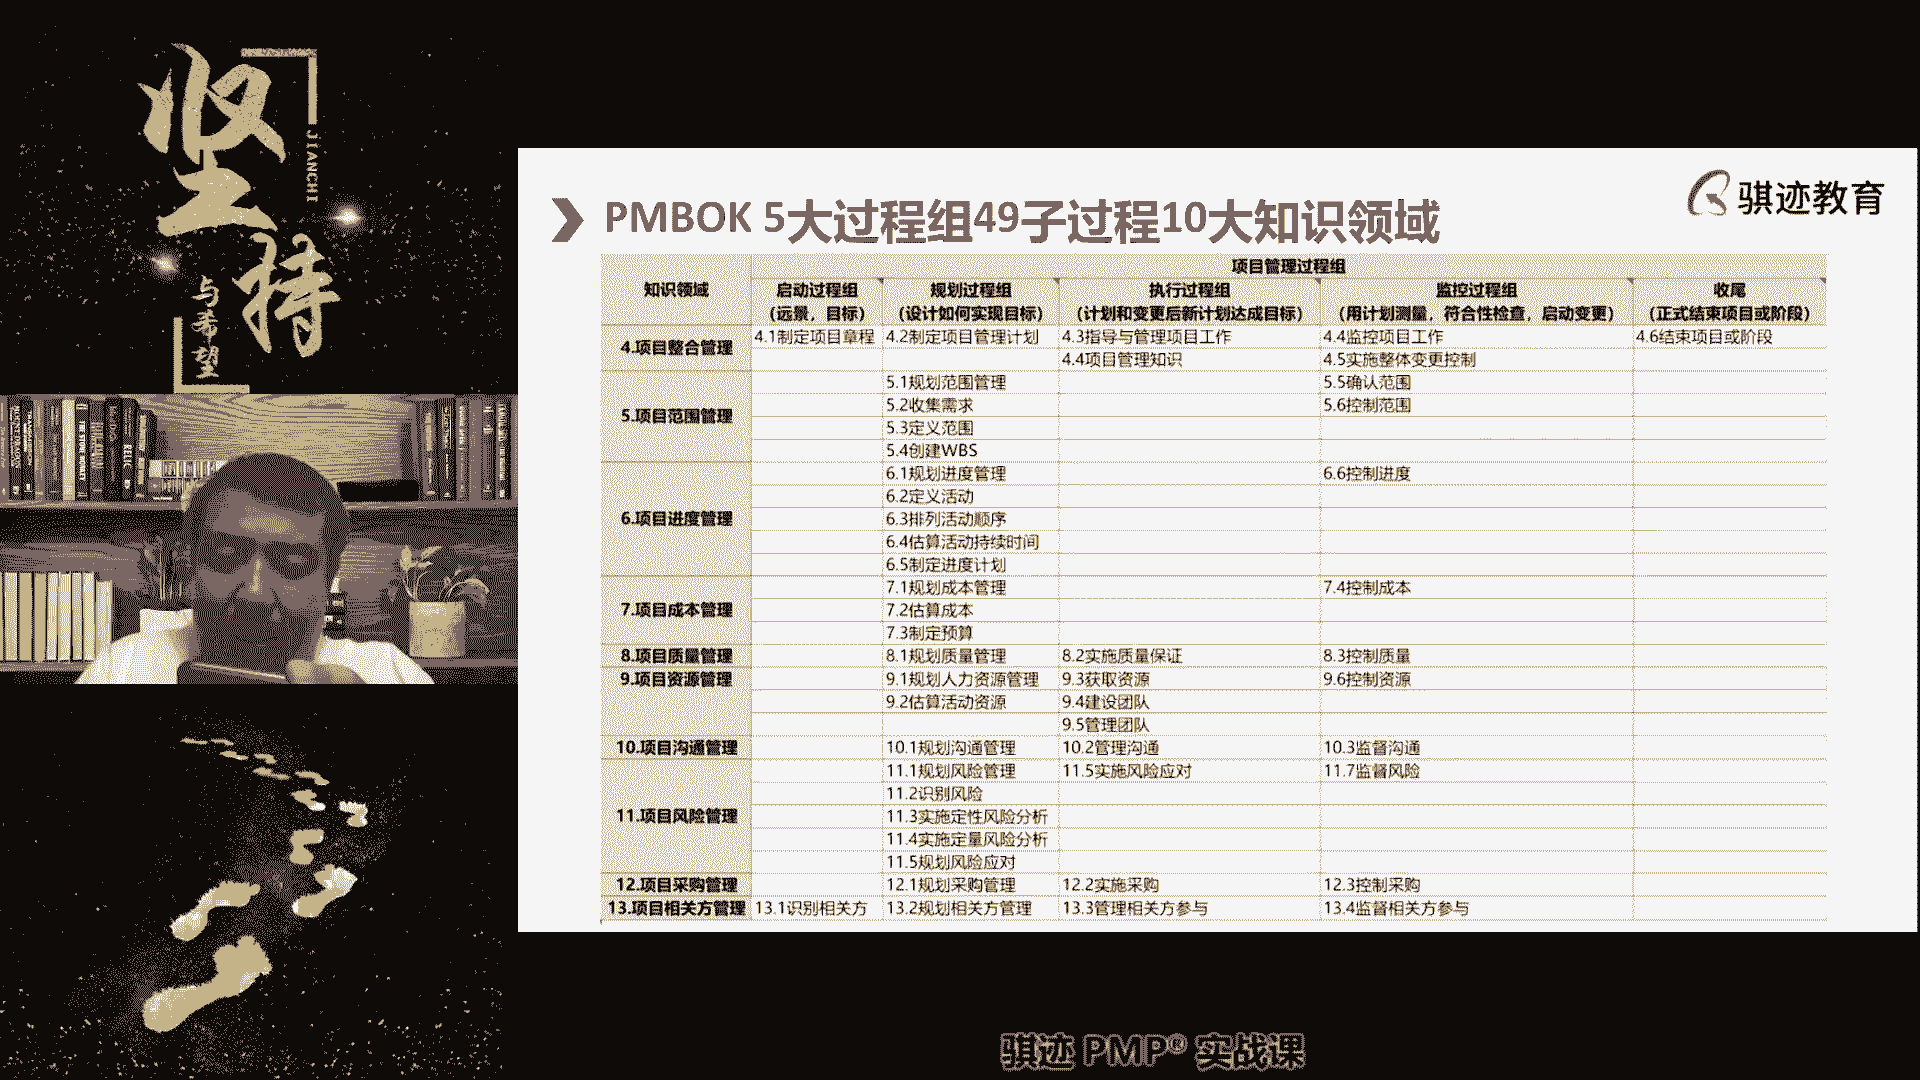 坚持
JIANCHI
与希望
骐迹教育
PMBOK 5大过程组49子过程10大知识领域
知识领域 项目管理过程组
启动过程组 规划过程组 执行过程组 监控过程组 收尾
（远景，目标） （设计如何实现目标） （计划和变更后新计划达成目标） （用计划测量，符合性检查，启动变更） （正式结束项目或阶段）
4.项目整合管理 4.1制定项目章程 4.2制定项目管理计划 4.3指导与管理项目工作 4.4监控项目工作 4.6结束项目或阶段
4.4项目管理知识 4.5实施整体变更控制
5.项目范围管理 5.1规划范围管理 5.5确认范围
5.2收集需求 5.6控制范围
5.3定义范围
5.4创建WBS
6.项目进度管理 6.1规划进度管理 6.6控制进度
6.2定义活动
6.3排列活动顺序
6.4估算活动持续时间
6.5制定进度计划
7.项目成本管理 7.1规划成本管理 7.4控制成本
7.2估算成本
7.3制定预算
8.项目质量管理 8.1规划质量管理 8.2实施质量保证 8.3控制质量
9.项目资源管理 9.1规划人力资源管理 9.3获取资源 9.6控制资源
9.2估算活动资源 9.4建设团队
9.5管理团队
10.项目沟通管理 10.1规划沟通管理 10.2管理沟通 10.3监督沟通
11.项目风险管理 11.1规划风险管理 11.5实施风险应对 11.7监督风险
11.2识别风险
11.3实施定性风险分析
11.4实施定量风险分析
11.5规划风险应对
12.项目采购管理 12.1规划采购管理 12.2实施采购 12.3控制采购
13.项目相关方管理 13.1识别相关方 13.2规划相关方管理 13.3管理相关方参与 13.4监督相关方参与
骐迹 PMP® 实战课